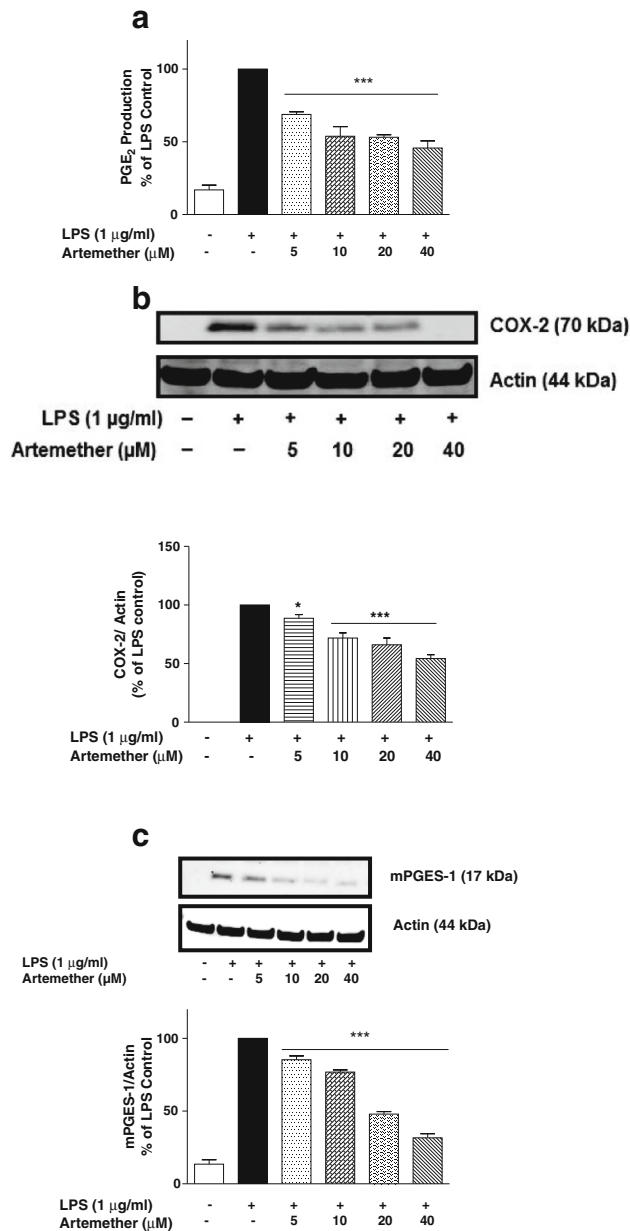 a
PGE₂ Production
% of LPS Control
100
50
0
***
LPS (1 µg/ml) - + + + + +
Artemether (µM) - - 5 10 20 40
b
COX-2 (70 kDa)
Actin (44 kDa)
LPS (1 µg/ml) – + + + + +
Artemether (µM) – – 5 10 20 40
COX-2/ Actin
(% of LPS control)
150
100
50
0
*
***
LPS (1 µg/ml) - + + + + +
Artemether (µM) - - 5 10 20 40
c
mPGES-1 (17 kDa)
Actin (44 kDa)
LPS (1 µg/ml) - + + + + +
Artemether (µM) - - 5 10 20 40
mPGES-1/Actin
% of LPS Control
100
50
0
***
LPS (1 µg/ml) - + + + + +
Artemether (µM) - - 5 10 20 40